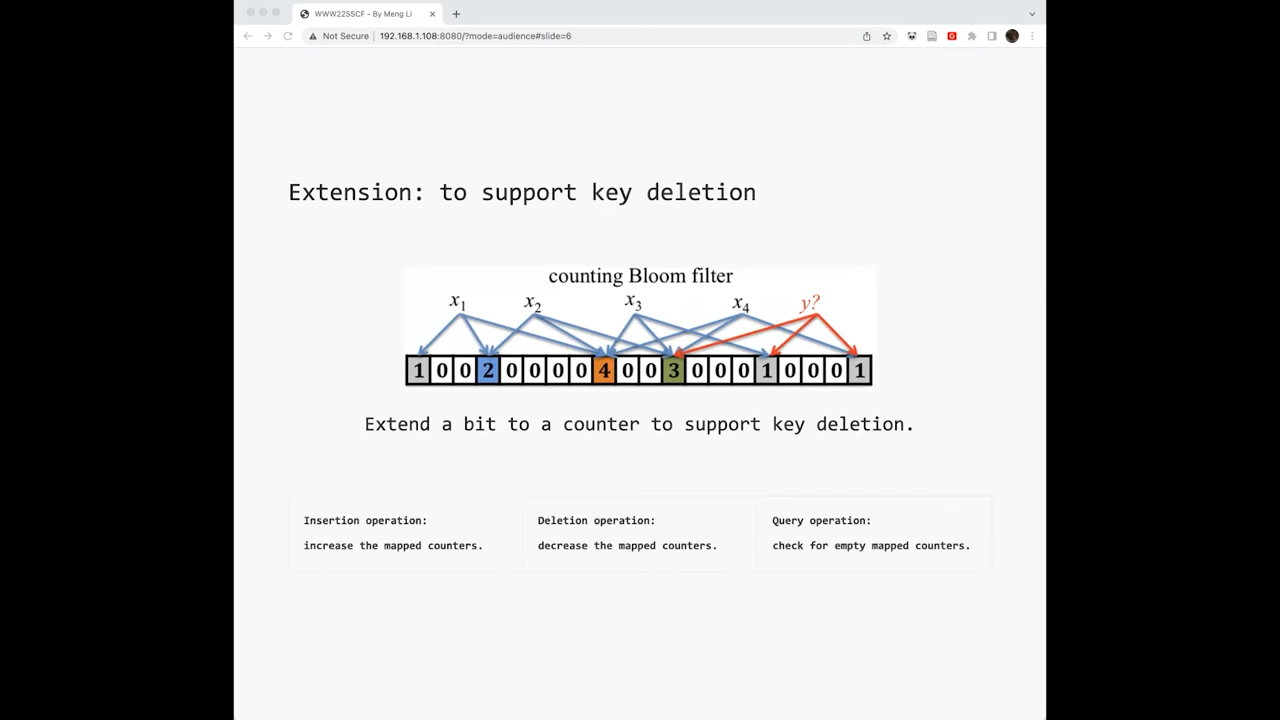 WWW22SSCF - By Meng Li
Not Secure 192.168.1.108:8080/?mode=audience#slide=6
Extension: to support key deletion
counting Bloom filter
x1 x2 x3 x4 y?
1 0 0 2 0 0 0 0 4 0 0 3 0 0 0 1 0 0 0 1
Extend a bit to a counter to support key deletion.
Insertion operation: Deletion operation: Query operation:
increase the mapped counters. decrease the mapped counters. check for empty mapped counters.